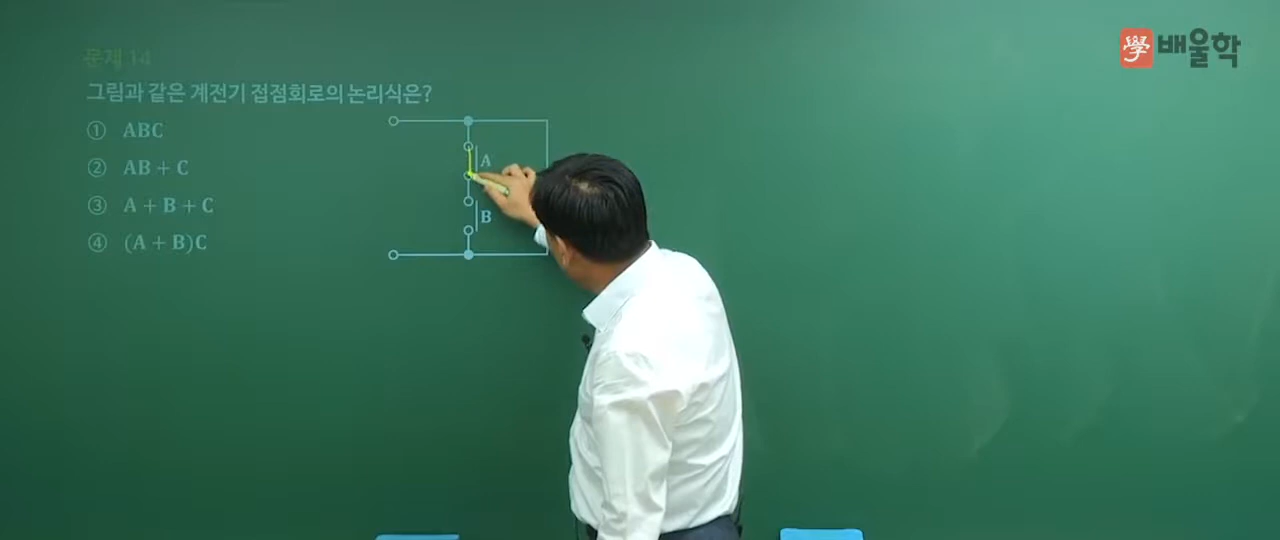 學 배울학
문제 14
그림과 같은 계전기 접점회로의 논리식은?
① ABC
② AB + C
③ A + B + C
④ (A + B)C
A
B